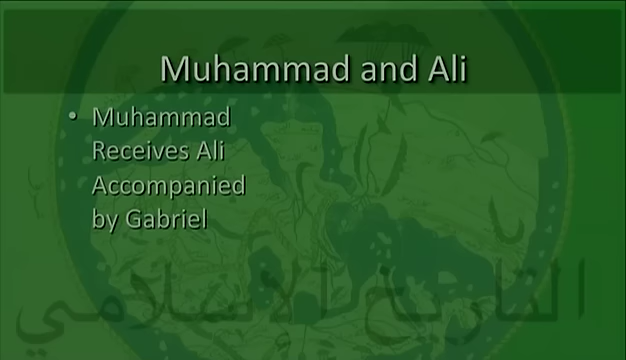 Muhammad and Ali
• Muhammad
Receives Ali
Accompanied
by Gabriel
التاريخ الاسلامي